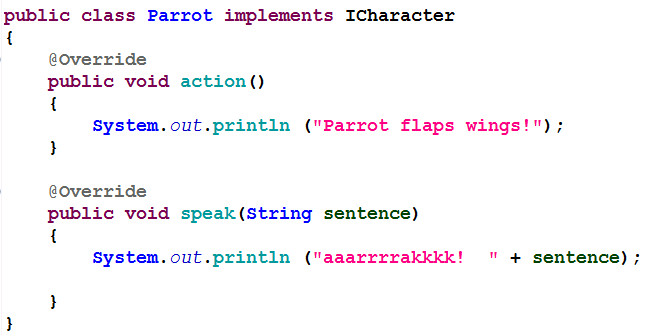 public class Parrot implements ICharacter
{
    @Override
    public void action()
    {
        System.out.println ("Parrot flaps wings!");
    }

    @Override
    public void speak(String sentence)
    {
        System.out.println ("aaarrrrakkkk!  " + sentence);

    }
}